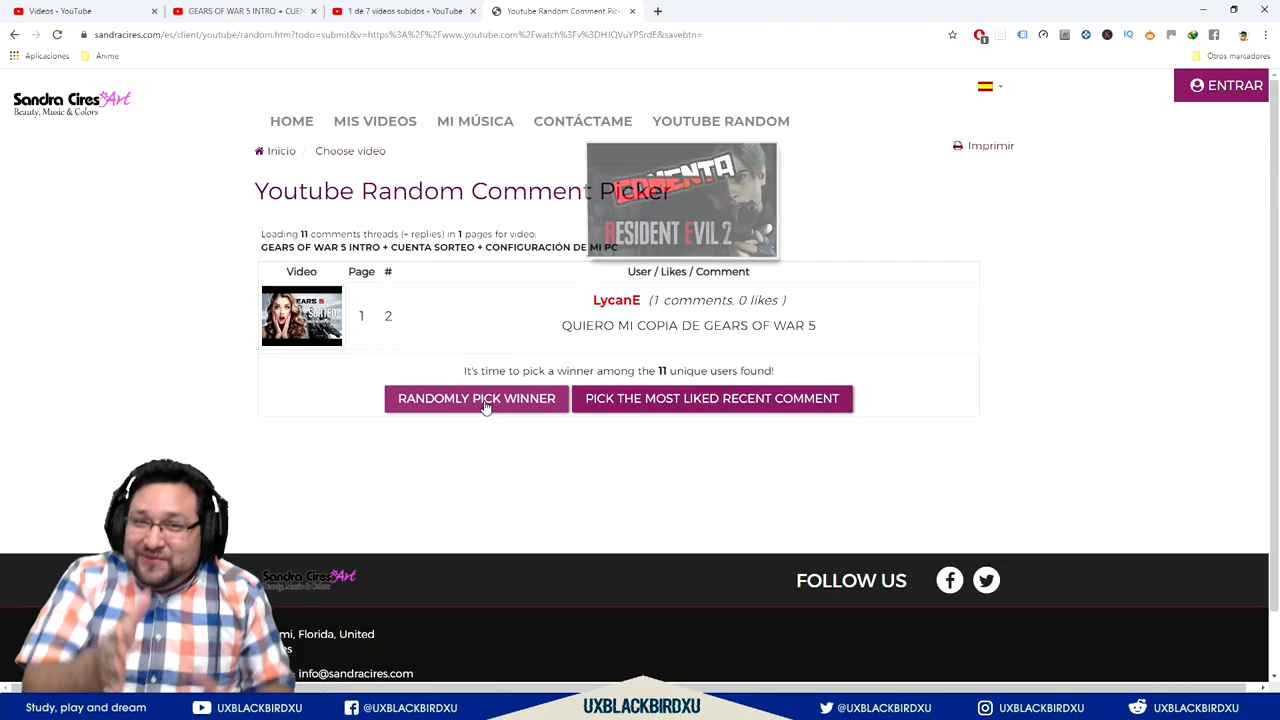 Videos - YouTube
GEARS OF WAR 5 INTRO + CUEN
1 de 7 videos subidos - YouTube
Youtube Random Comment Pick
sandracires.com/es/client/youtube/random.htm?todo=submit&v=https%3A%2F%2Fwww.youtube.com%2Fwatch%3Fv%3DHJQVuYPSrdE&savebtn=
Aplicaciones
Anime
Otros marcadores
Sandra Cires Art
Beauty, Music & Colors
ENTRAR
HOME
MIS VIDEOS
MI MÚSICA
CONTÁCTAME
YOUTUBE RANDOM
Inicio / Choose video
Imprimir
Youtube Random Comment Picker
COMENTA
RESIDENT EVIL 2
Loading 11 comments threads (+ replies) in 1 pages for video:
GEARS OF WAR 5 INTRO + CUENTA SORTEO + CONFIGURACIÓN DE MI PC
Video Page # User / Likes / Comment
EARS 5
SORTEO
1 2
LycanE (1 comments, 0 likes )
QUIERO MI COPIA DE GEARS OF WAR 5
It's time to pick a winner among the 11 unique users found!
RANDOMLY PICK WINNER
PICK THE MOST LIKED RECENT COMMENT
Sandra Cires Art
Beauty, Music & Colors
FOLLOW US
mi, Florida, United
es
info@sandracires.com
Study, play and dream
UXBLACKBIRDXU
@UXBLACKBIRDXU
UXBLACKBIRDXU
@UXBLACKBIRDXU
UXBLACKBIRDXU
UXBLACKBIRDXU